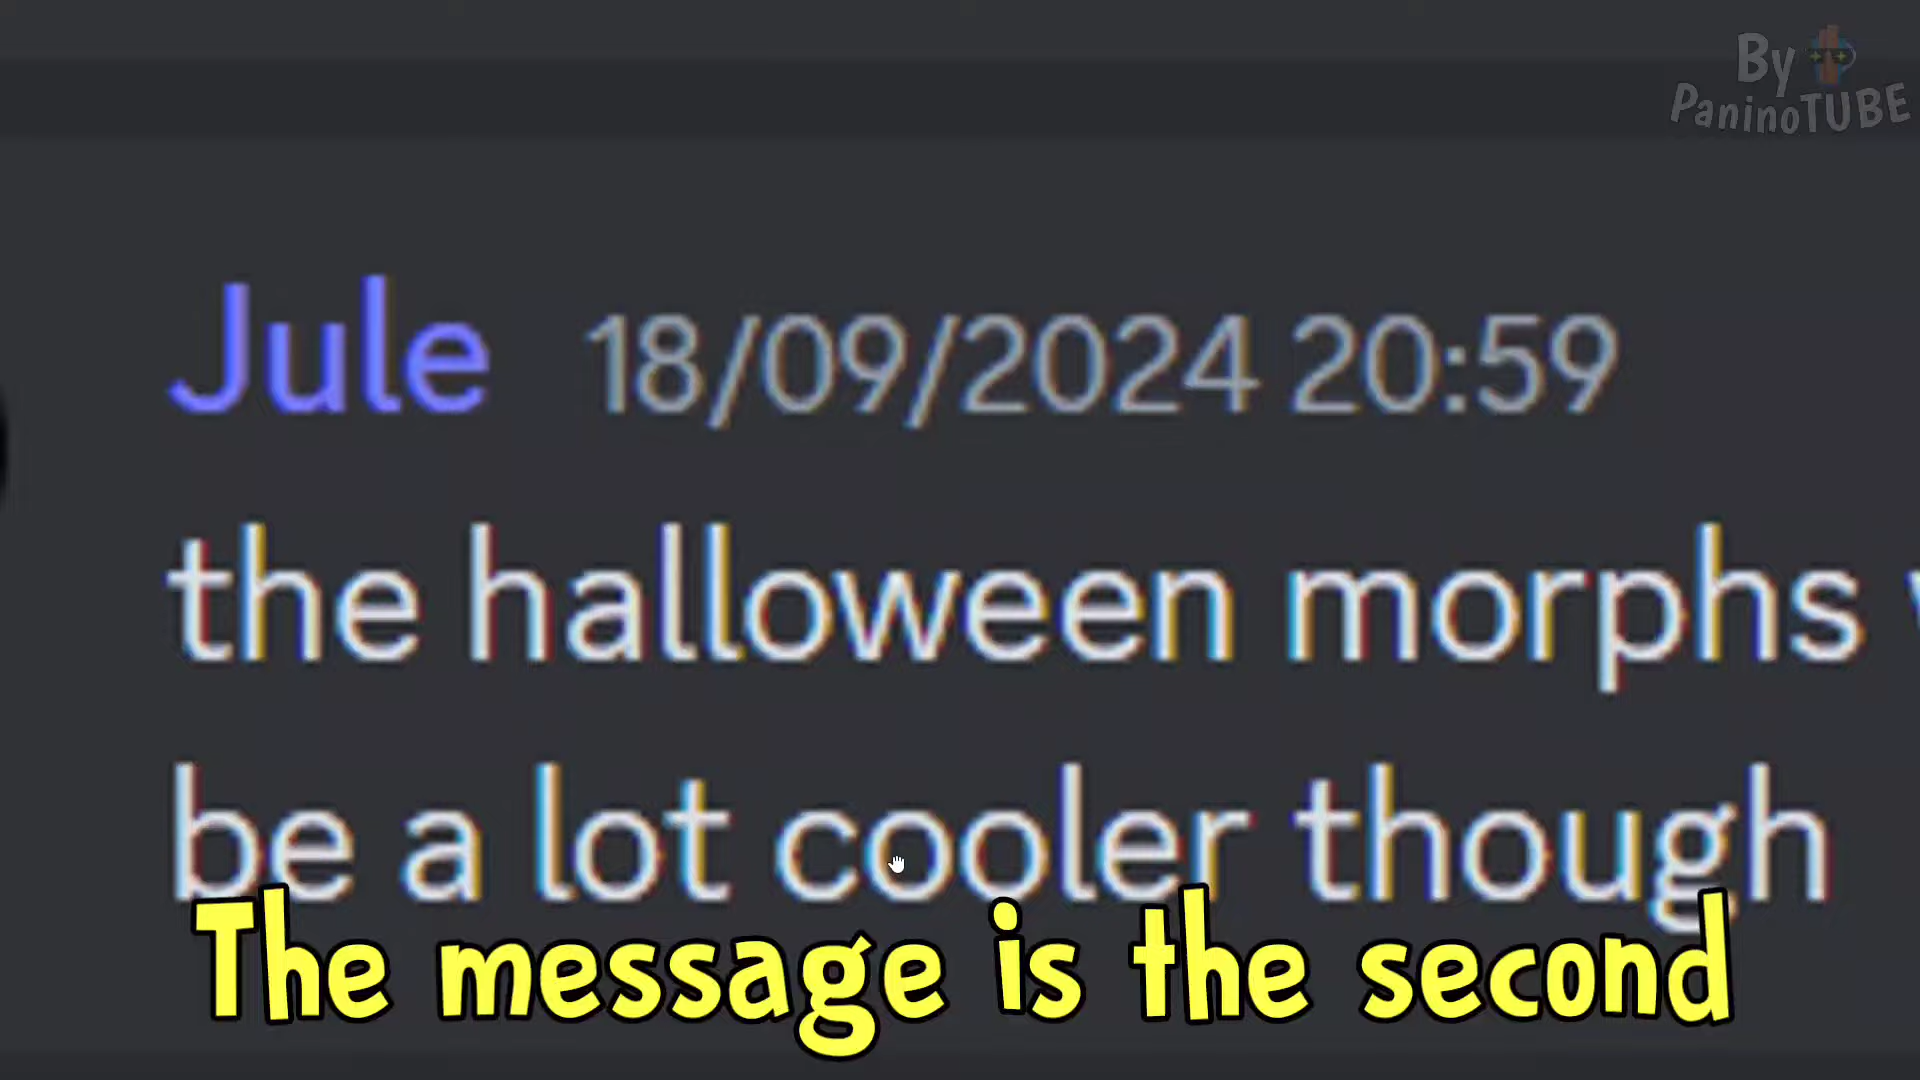 By
PaninoTUBE
Jule 18/09/2024 20:59
the halloween morphs
be a lot cooler though
The message is the second